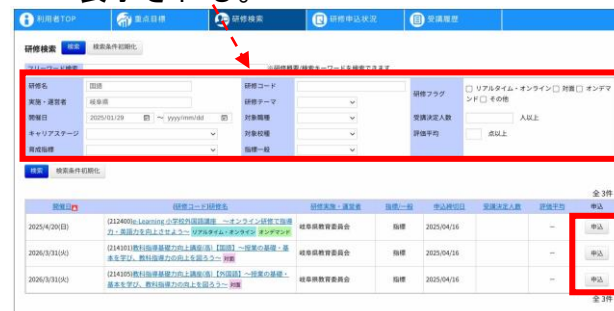 表示される。
利用者TOP 重点目標 研修検索 研修申込状況 受講履歴
研修検索 検索 検索条件初期化
フリーワード検索 ※研修概要/検索キーワードを検索できます
研修名 国語 研修コード 研修フラグ □ リアルタイム・オンライン □ 対面 □ オンデマンド □ その他
実施・運営者 岐阜県 研修テーマ
開催日 2025/01/29 ~ yyyy/mm/dd 対象職種 受講決定人数 人以上
キャリアステージ 対象校種 評価平均 点以上
育成指標 指標一般
検索 検索条件初期化
全 3件
開催日 (研修コード)研修名 研修実施・運営者 指標/一般 申込締切日 受講決定人数 評価平均 申込
2025/4/20(日) (212400)e-Learning 小学校外国語講座 ～オンライン研修で指導力・英語力を向上させよう～ リアルタイム・オンライン オンデマンド 岐阜県教育委員会 指標 2025/04/16 － 申込
2026/3/31(火) (214101)教科指導基礎力向上講座(高)【国語】～授業の基礎・基本を学び、教科指導力の向上を図ろう～ 対面 岐阜県教育委員会 指標 2025/04/16 － 申込
2026/3/31(火) (214105)教科指導基礎力向上講座(高)【外国語】～授業の基礎・基本を学び、教科指導力の向上を図ろう～ 対面 岐阜県教育委員会 指標 2025/04/16 － 申込
全 3件